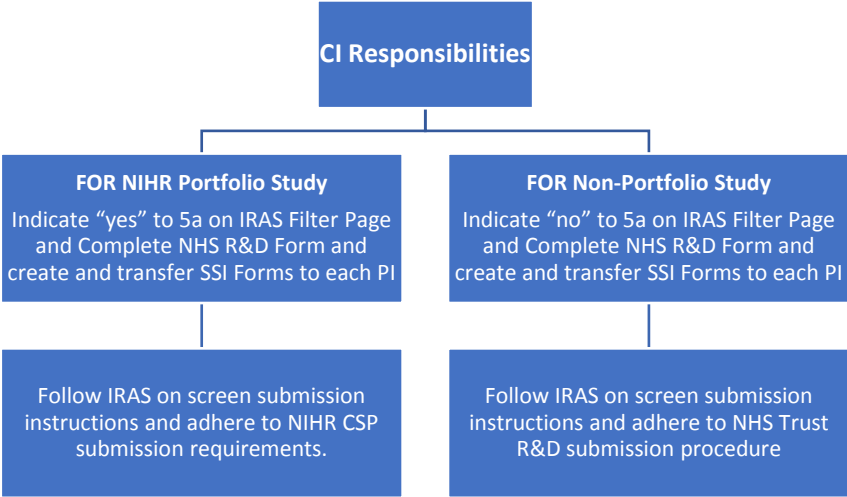 CI Responsibilities
FOR NIHR Portfolio Study
Indicate “yes” to 5a on IRAS Filter Page
and Complete NHS R&D Form and
create and transfer SSI Forms to each PI
FOR Non-Portfolio Study
Indicate “no” to 5a on IRAS Filter Page
and Complete NHS R&D Form and
create and transfer SSI Forms to each PI
Follow IRAS on screen submission
instructions and adhere to NIHR CSP
submission requirements.
Follow IRAS on screen submission
instructions and adhere to NHS Trust
R&D submission procedure